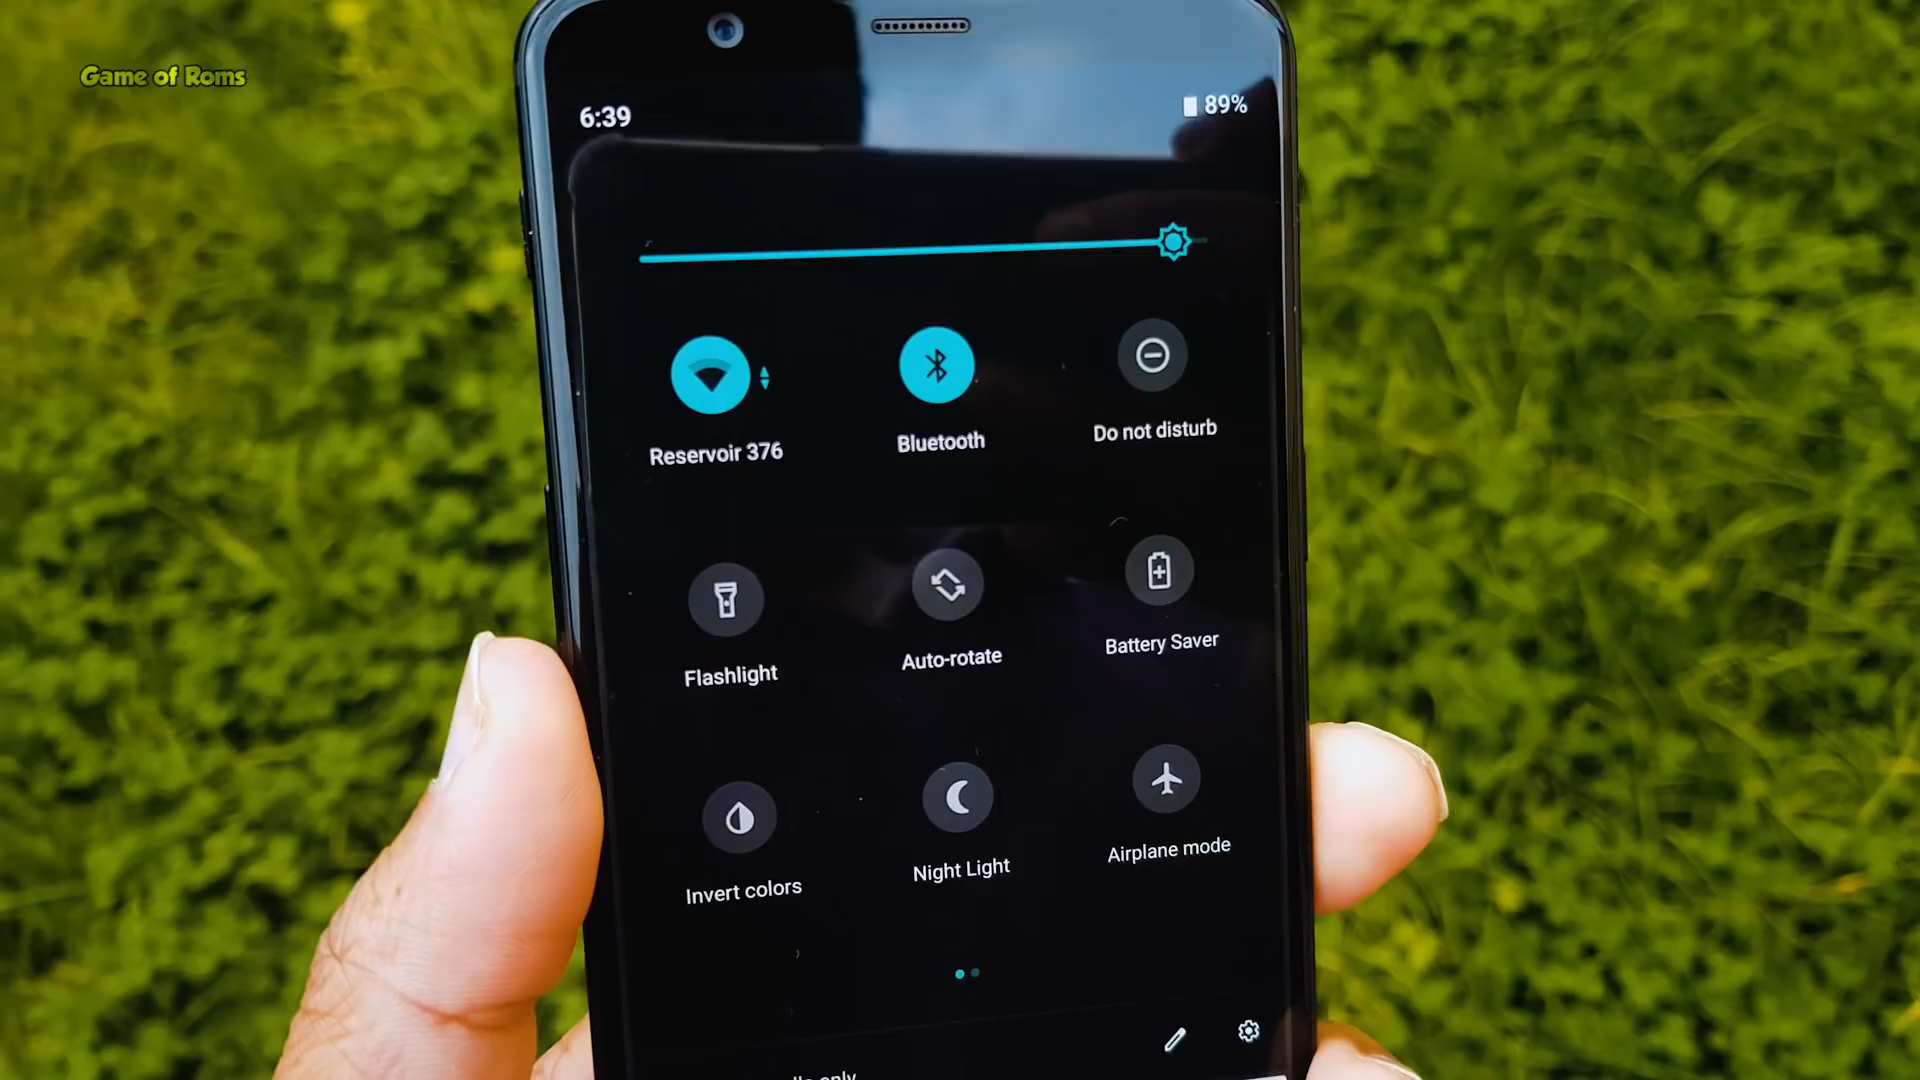 Game of Roms
6:39
89%
Reservoir 376
Bluetooth
Do not disturb
Flashlight
Auto-rotate
Battery Saver
Invert colors
Night Light
Airplane mode
only